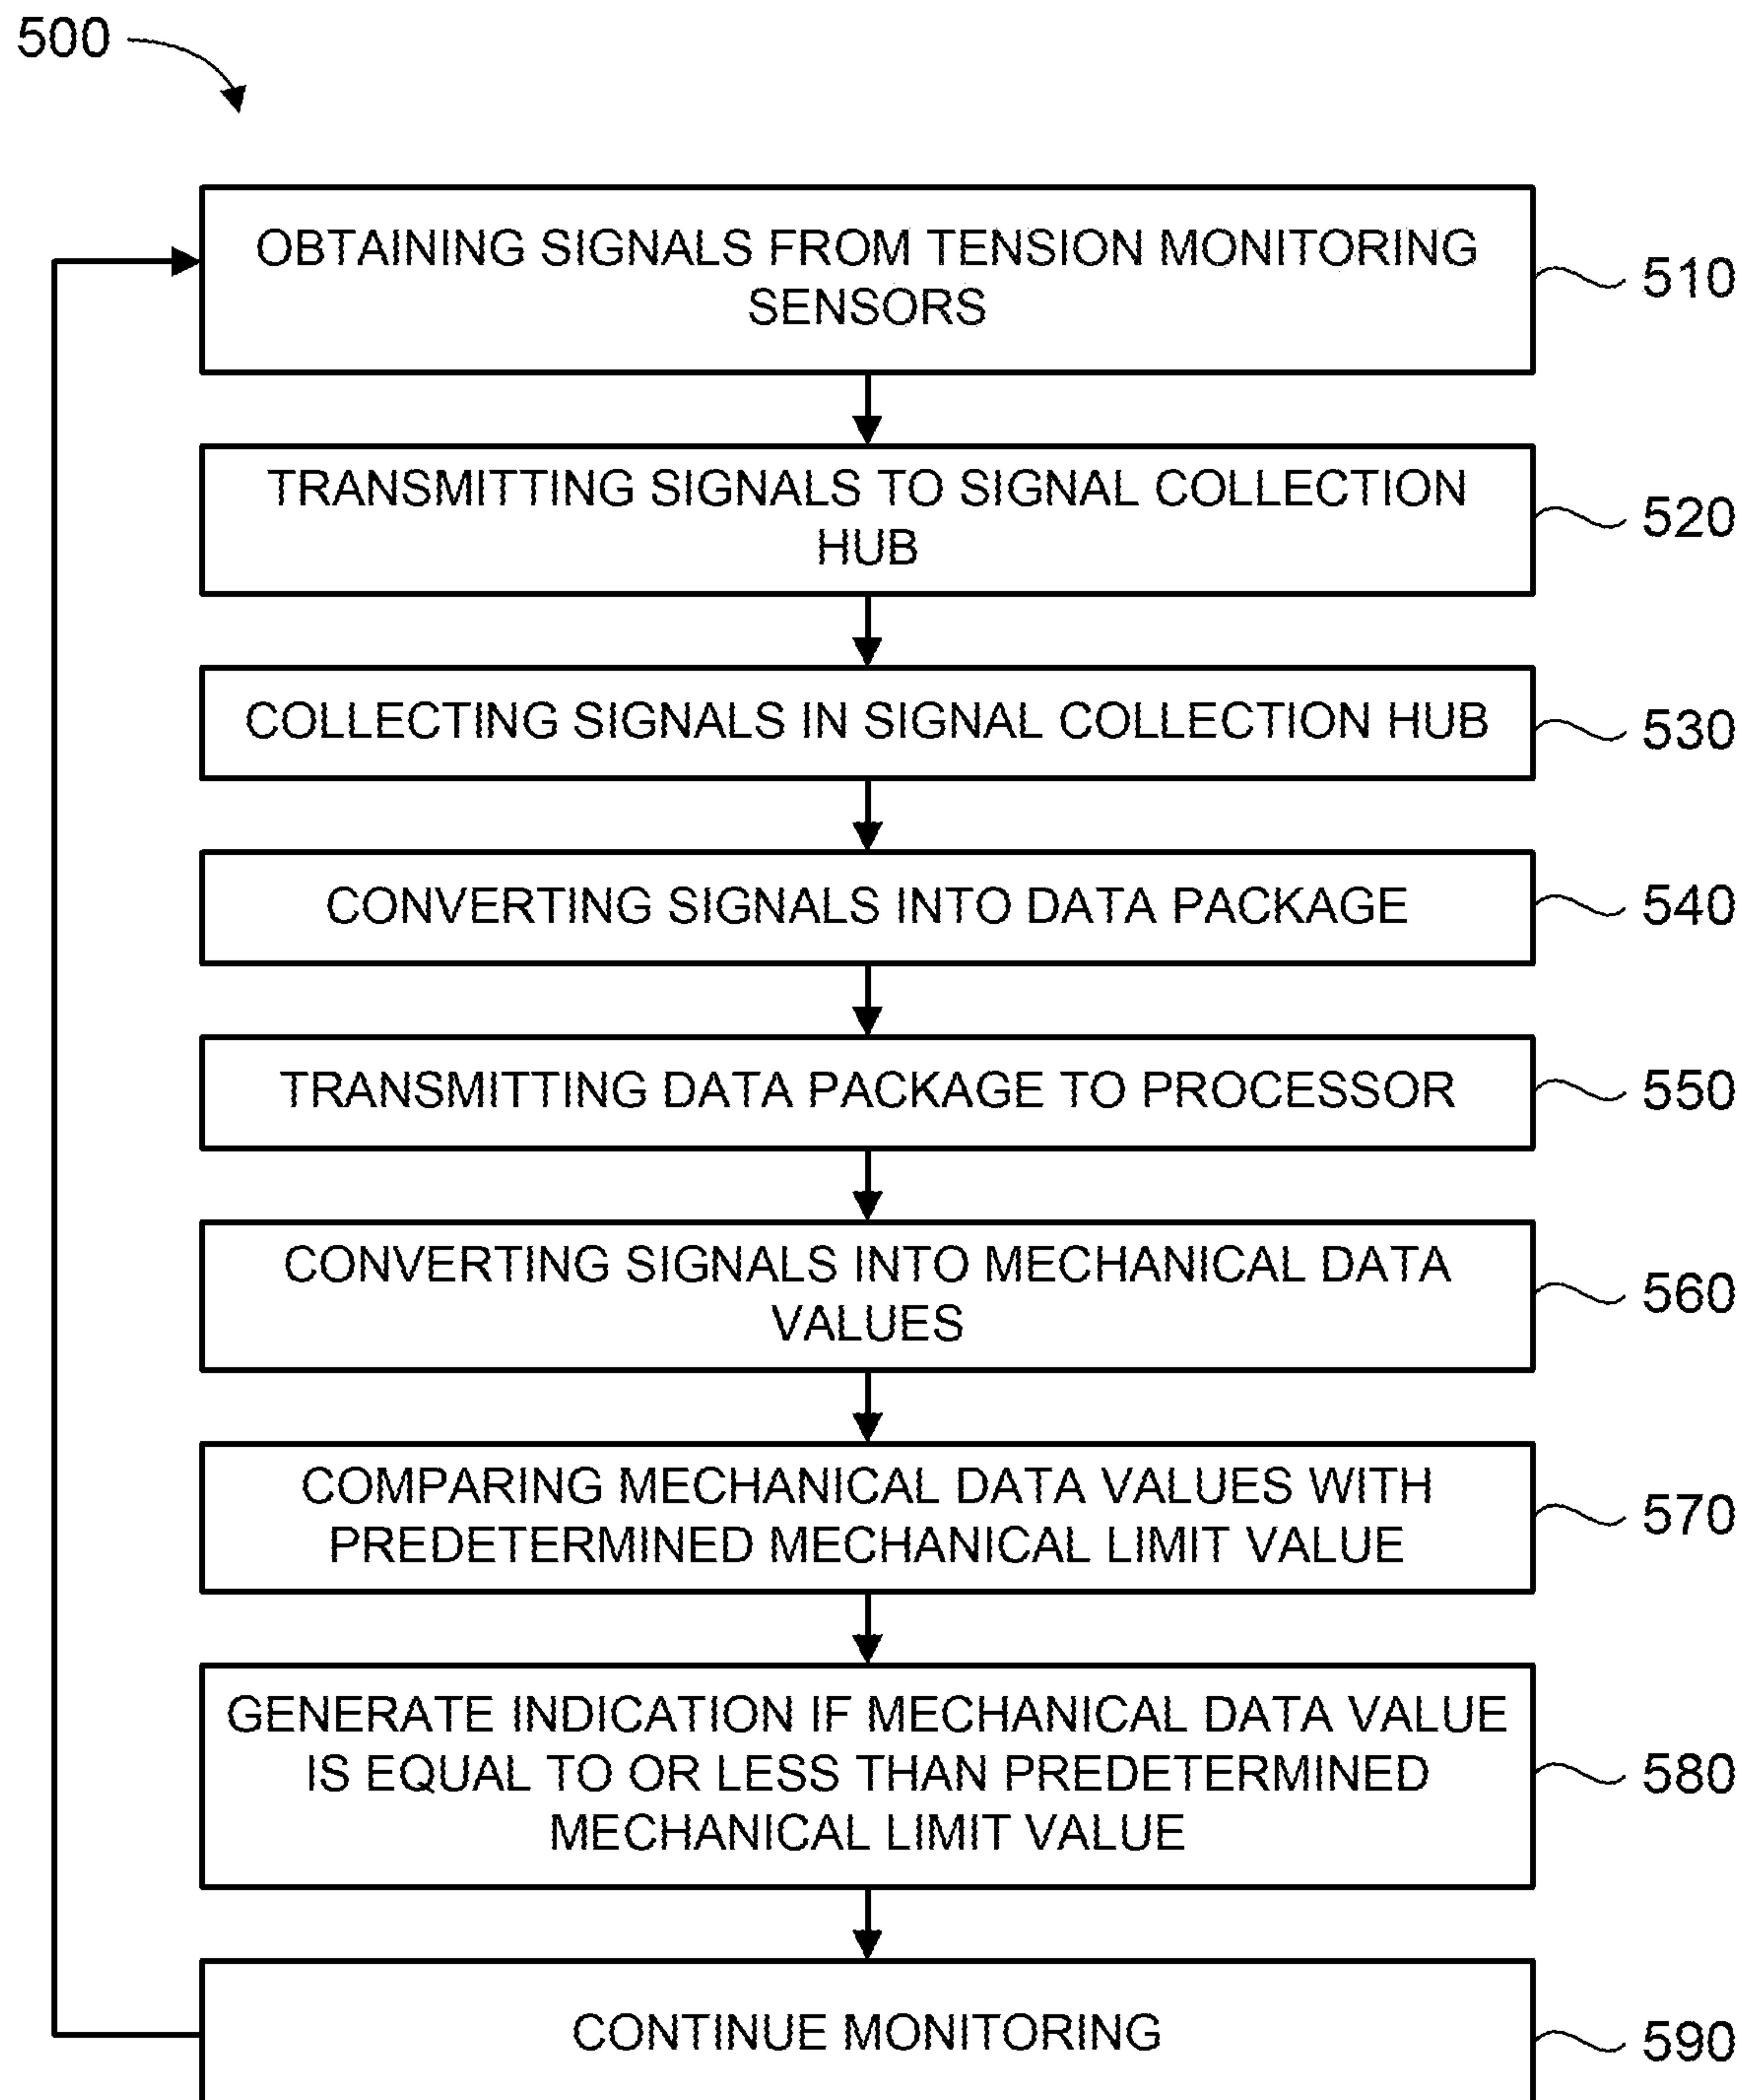 500
OBTAINING SIGNALS FROM TENSION MONITORING
SENSORS
510
TRANSMITTING SIGNALS TO SIGNAL COLLECTION
HUB
520
COLLECTING SIGNALS IN SIGNAL COLLECTION HUB
530
CONVERTING SIGNALS INTO DATA PACKAGE
540
TRANSMITTING DATA PACKAGE TO PROCESSOR
550
CONVERTING SIGNALS INTO MECHANICAL DATA
VALUES
560
COMPARING MECHANICAL DATA VALUES WITH
PREDETERMINED MECHANICAL LIMIT VALUE
570
GENERATE INDICATION IF MECHANICAL DATA VALUE
IS EQUAL TO OR LESS THAN PREDETERMINED
MECHANICAL LIMIT VALUE
580
CONTINUE MONITORING
590